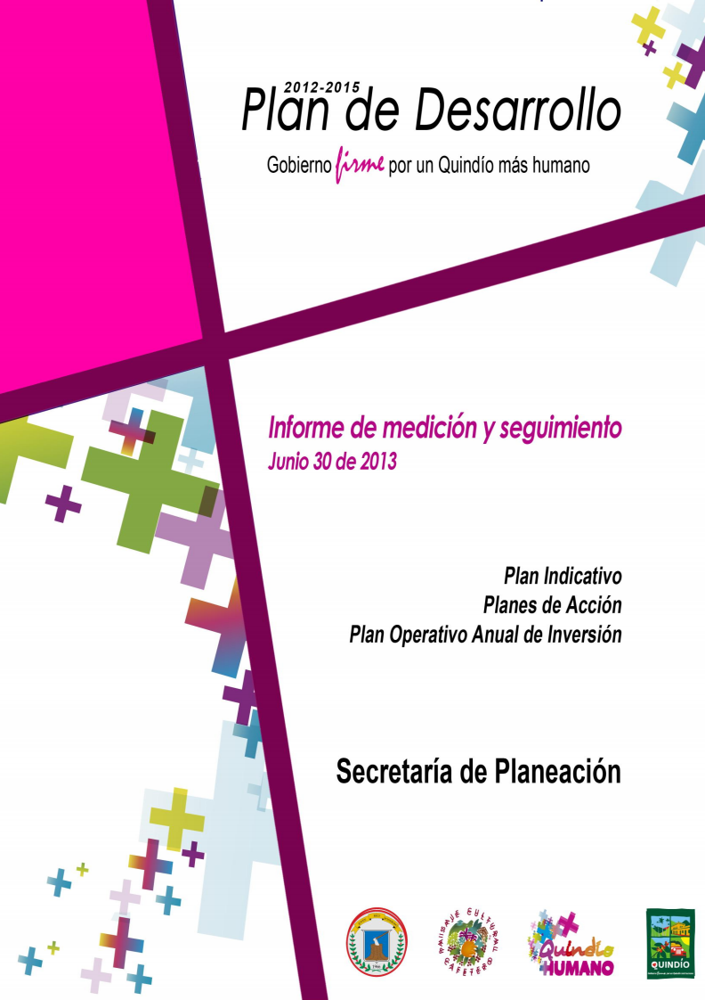 2012-2015
Plan de Desarrollo
Gobierno firme por un Quindío más humano
Informe de medición y seguimiento
Junio 30 de 2013
Plan Indicativo
Planes de Acción
Plan Operativo Anual de Inversión
Secretaría de Planeación
PAISAJE CULTURAL
CAFETERO
Quindío
HUMANO
QUINDÍO